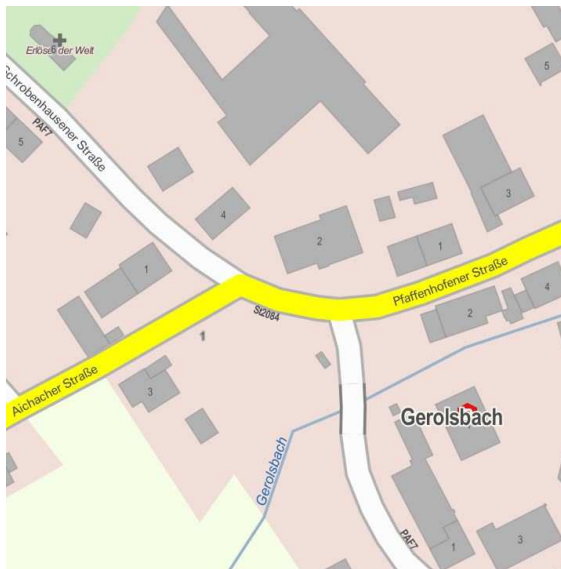 6
Erlöser der Welt
Schrobenhausener Straße
PAF7
5
5
3
4
2
1
1
Pfaffenhofener Straße
4
St2084
2
1
Aichacher Straße
3
Gerolsbach
Gerolsbach
PAF7
1
3